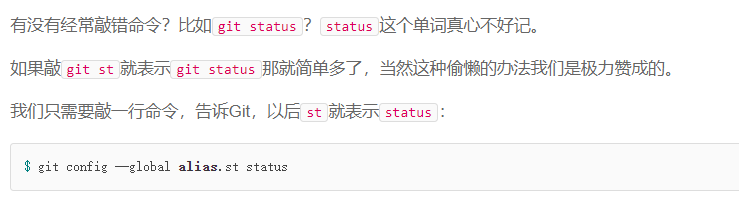 有没有经常敲错命令？比如git status？status这个单词真心不好记。
如果敲git st就表示git status那就简单多了，当然这种偷懒的办法我们是极力赞成的。
我们只需要敲一行命令，告诉Git，以后st就表示status：
$ git config —global alias.st status